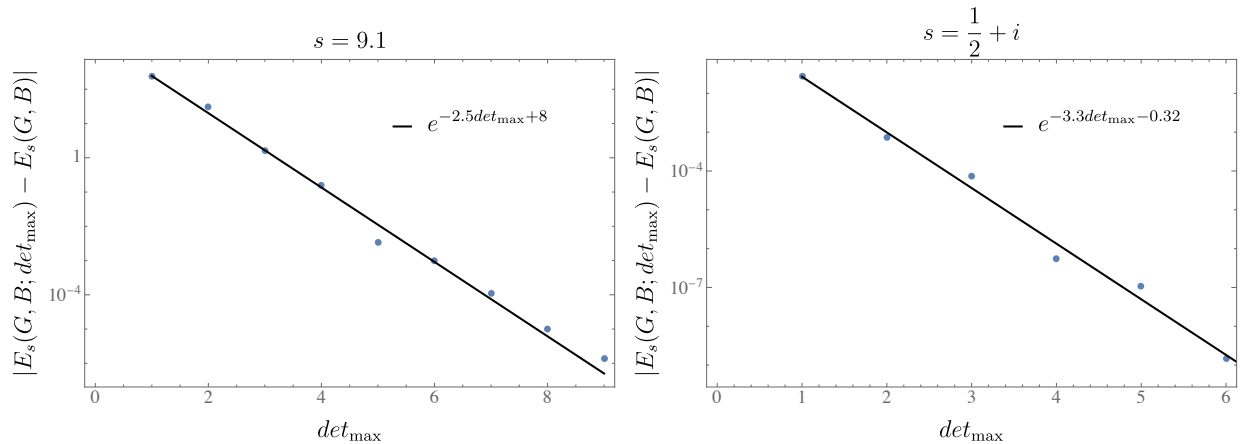 s = 9.1
|E_s(G, B; det_max) − E_s(G, B)|
1
10^−4
e^−2.5det_max+8
0 2 4 6 8
det_max
s = 1/2 + i
|E_s(G, B; det_max) − E_s(G, B)|
10^−4
10^−7
e^−3.3det_max−0.32
0 1 2 3 4 5 6
det_max